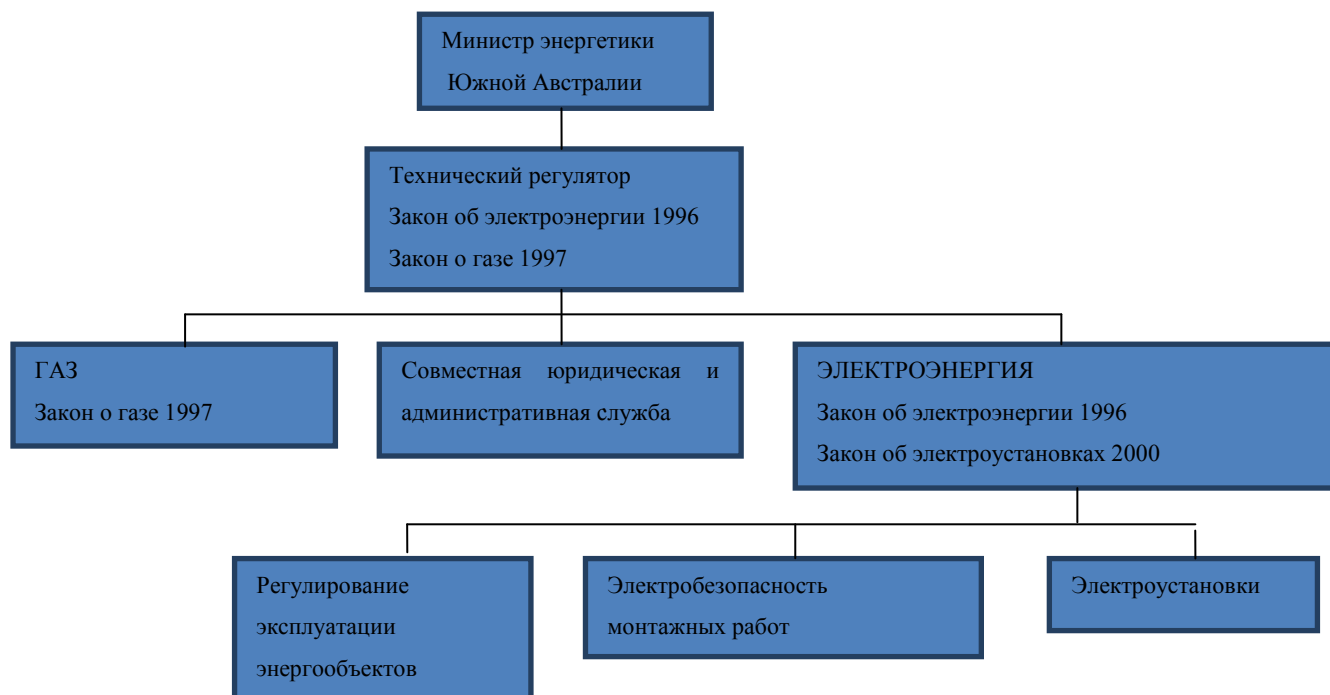 Министр энергетики
Южной Австралии
Технический регулятор
Закон об электроэнергии 1996
Закон о газе 1997
ГАЗ
Закон о газе 1997
Совместная юридическая и
административная служба
ЭЛЕКТРОЭНЕРГИЯ
Закон об электроэнергии 1996
Закон об электроустановках 2000
Регулирование
эксплуатации
энергообъектов
Электробезопасность
монтажных работ
Электроустановки